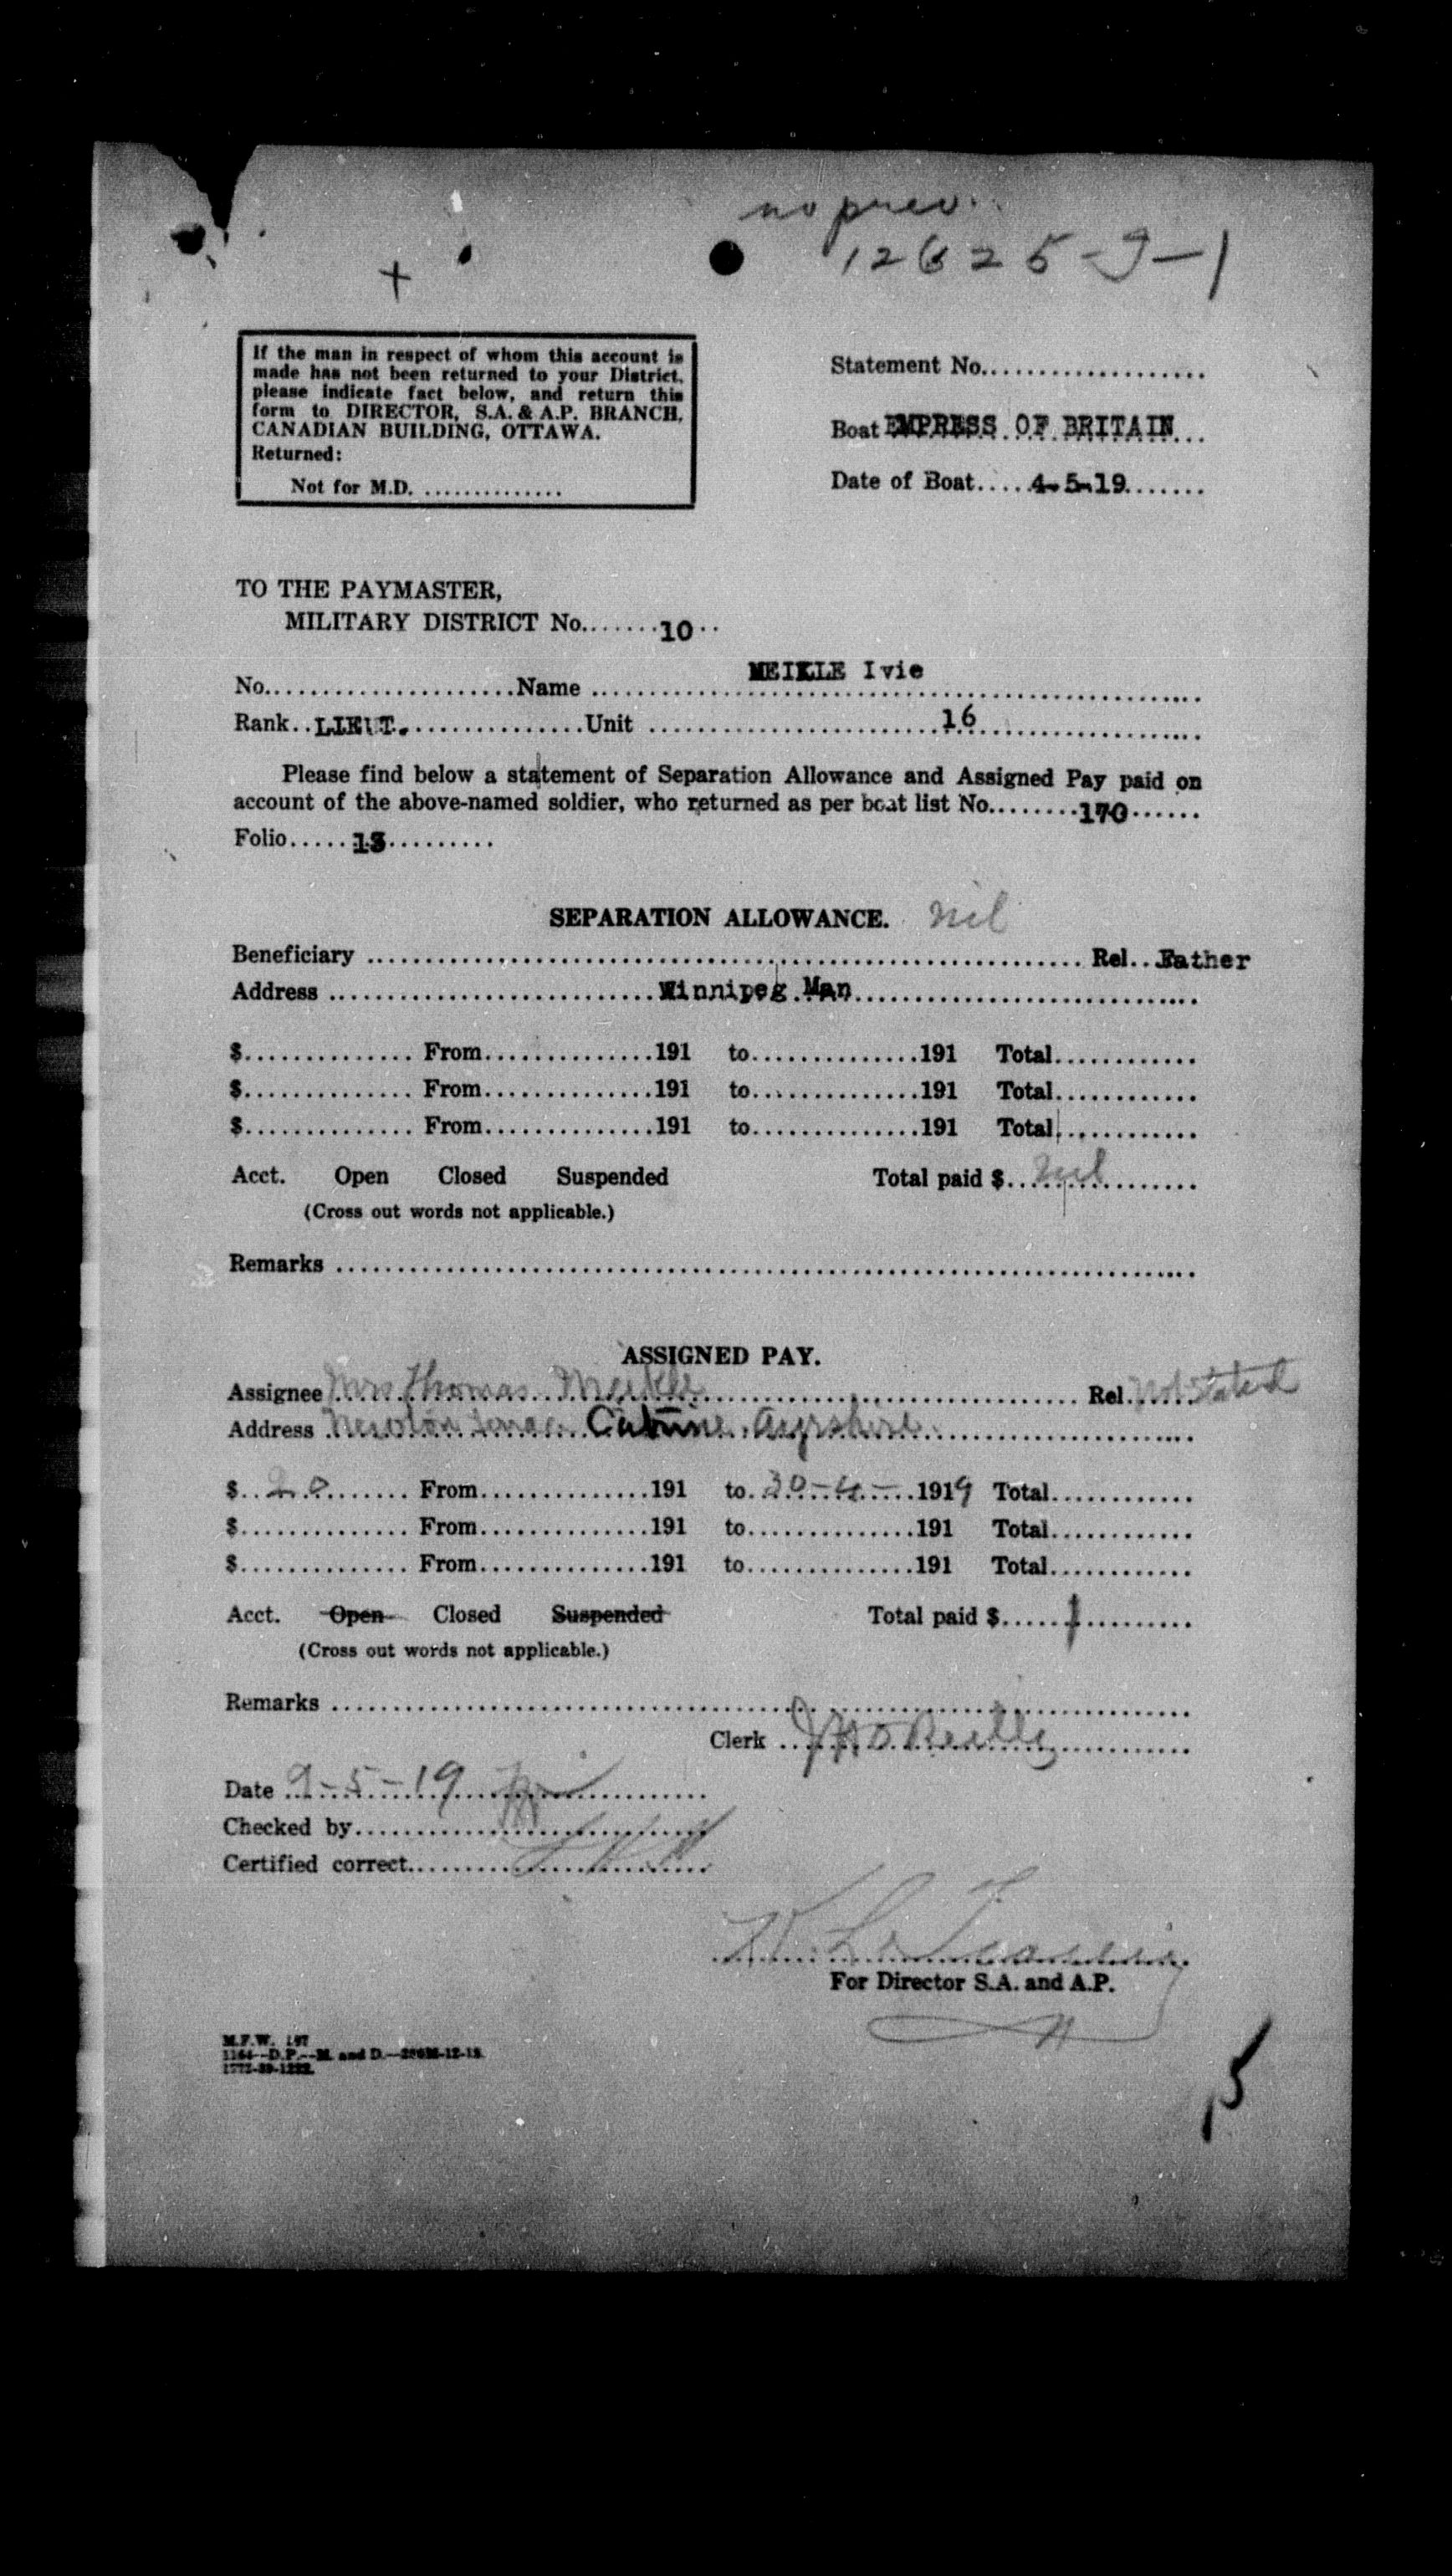 no prev.
12625-J-1
+
If the man in respect of whom this account is
made has not been returned to your District,
please indicate fact below, and return this
form to DIRECTOR, S.A. & A.P. BRANCH,
CANADIAN BUILDING, OTTAWA.
Returned:
Not for M.D. ..............
Statement No....................
Boat EMPRESS OF BRITAIN...
Date of Boat.....4-5-19.......
TO THE PAYMASTER,
MILITARY DISTRICT No.......10..
No......................Name ..... MEIKLE Ivie .....
Rank..LIEUT...............Unit .....16.....
Please find below a statement of Separation Allowance and Assigned Pay paid on
account of the above-named soldier, who returned as per boat list No........170......
Folio.....13.........
SEPARATION ALLOWANCE. nil
Beneficiary .......... Rel...Father
Address ..........Winnipeg Man..........
$.............. From..............191 to..............191 Total............
$.............. From..............191 to..............191 Total............
$.............. From..............191 to..............191 Total............
Acct. Open Closed Suspended Total paid $...nil...
(Cross out words not applicable.)
Remarks ..........
ASSIGNED PAY.
Assignee Mrs Thomas Meikle Rel. Not Stated
Address Newton Terrace Catrine Ayrshire
$..20........ From..............191 to..30-4-....1919 Total............
$.............. From..............191 to..............191 Total............
$.............. From..............191 to..............191 Total............
Acct. Open Closed Suspended Total paid $..........
(Cross out words not applicable.)
Remarks ..........
Clerk .. O'Reilly
Date 9-5-19
Checked by..........
Certified correct..........
For Director S.A. and A.P.
M.F.W. 187